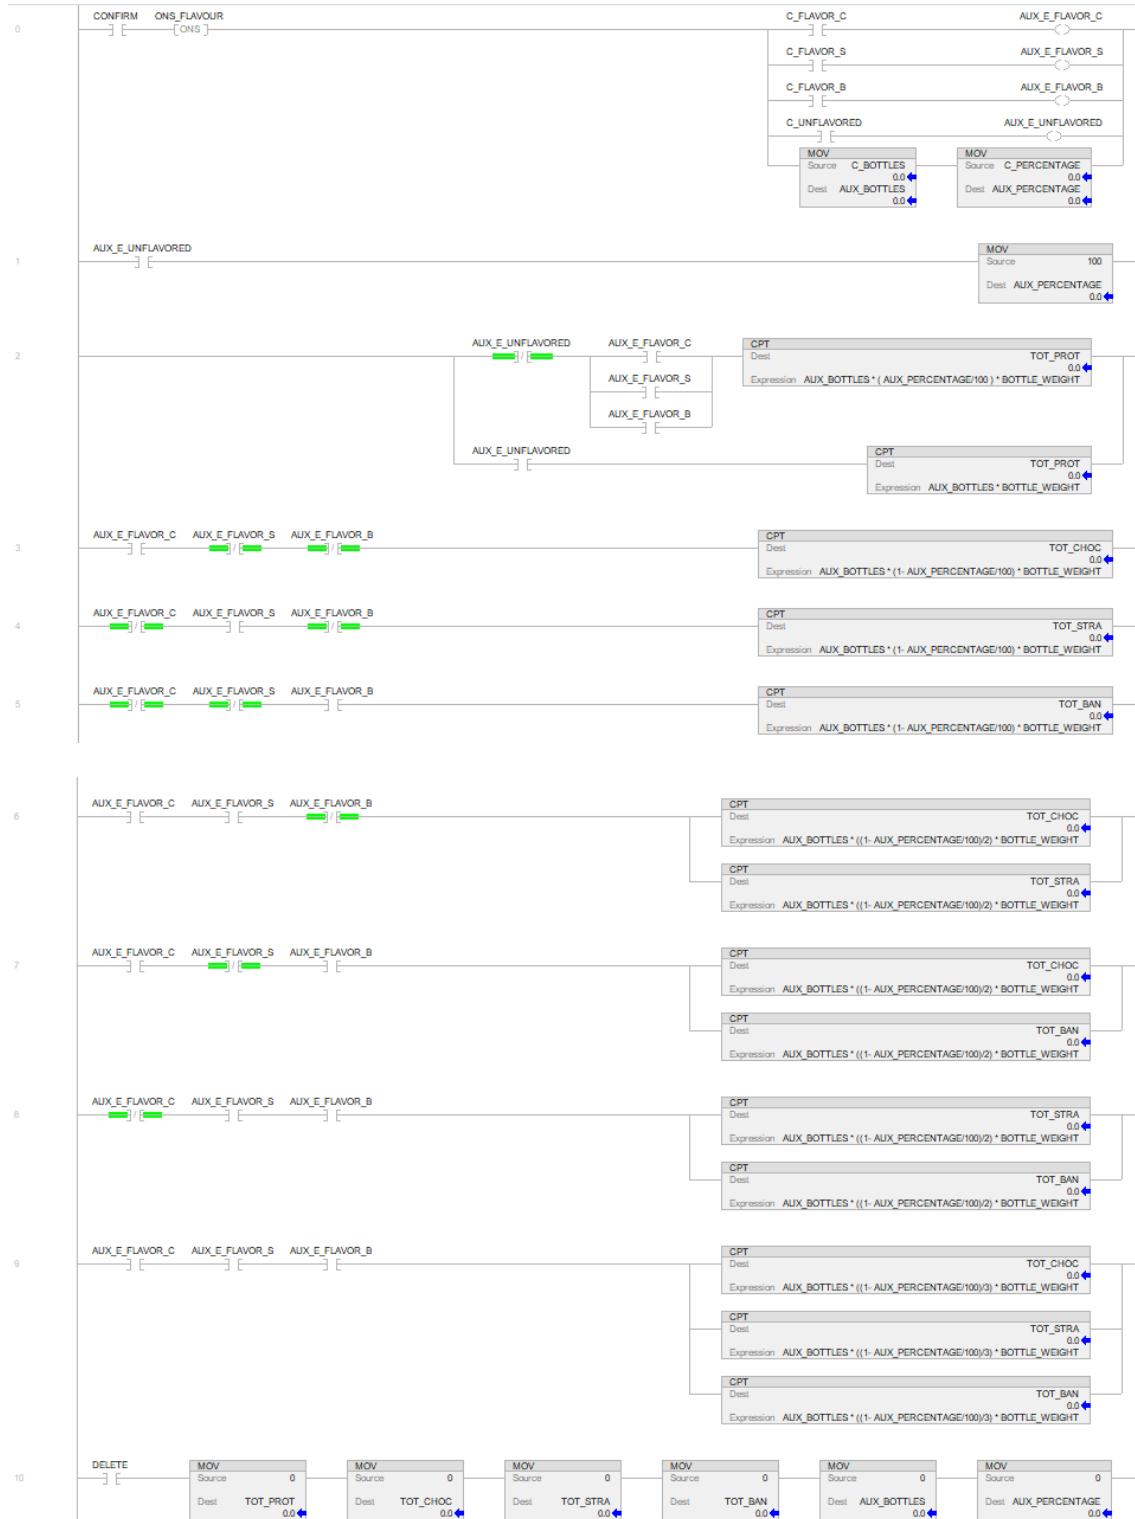 0
CONFIRM ONS_FLAVOUR C_FLAVOR_C AUX_E_FLAVOR_C
ONS
C_FLAVOR_S AUX_E_FLAVOR_S
C_FLAVOR_B AUX_E_FLAVOR_B
C_UNFLAVORED AUX_E_UNFLAVORED
MOV MOV
Source C_BOTTLES Source C_PERCENTAGE
0.0 0.0
Dest AUX_BOTTLES Dest AUX_PERCENTAGE
0.0 0.0
1
AUX_E_UNFLAVORED MOV
Source 100
Dest AUX_PERCENTAGE
0.0
2
AUX_E_UNFLAVORED AUX_E_FLAVOR_C CPT
Dest TOT_PROT
0.0
AUX_E_FLAVOR_S Expression AUX_BOTTLES * ( AUX_PERCENTAGE/100 ) * BOTTLE_WEIGHT
AUX_E_FLAVOR_B
AUX_E_UNFLAVORED CPT
Dest TOT_PROT
0.0
Expression AUX_BOTTLES * BOTTLE_WEIGHT
3
AUX_E_FLAVOR_C AUX_E_FLAVOR_S AUX_E_FLAVOR_B CPT
Dest TOT_CHOC
0.0
Expression AUX_BOTTLES * (1- AUX_PERCENTAGE/100) * BOTTLE_WEIGHT
4
AUX_E_FLAVOR_C AUX_E_FLAVOR_S AUX_E_FLAVOR_B CPT
Dest TOT_STRA
0.0
Expression AUX_BOTTLES * (1- AUX_PERCENTAGE/100) * BOTTLE_WEIGHT
5
AUX_E_FLAVOR_C AUX_E_FLAVOR_S AUX_E_FLAVOR_B CPT
Dest TOT_BAN
0.0
Expression AUX_BOTTLES * (1- AUX_PERCENTAGE/100) * BOTTLE_WEIGHT
6
AUX_E_FLAVOR_C AUX_E_FLAVOR_S AUX_E_FLAVOR_B CPT
Dest TOT_CHOC
0.0
Expression AUX_BOTTLES * ((1- AUX_PERCENTAGE/100)/2) * BOTTLE_WEIGHT
CPT
Dest TOT_STRA
0.0
Expression AUX_BOTTLES * ((1- AUX_PERCENTAGE/100)/2) * BOTTLE_WEIGHT
7
AUX_E_FLAVOR_C AUX_E_FLAVOR_S AUX_E_FLAVOR_B CPT
Dest TOT_CHOC
0.0
Expression AUX_BOTTLES * ((1- AUX_PERCENTAGE/100)/2) * BOTTLE_WEIGHT
CPT
Dest TOT_BAN
0.0
Expression AUX_BOTTLES * ((1- AUX_PERCENTAGE/100)/2) * BOTTLE_WEIGHT
8
AUX_E_FLAVOR_C AUX_E_FLAVOR_S AUX_E_FLAVOR_B CPT
Dest TOT_STRA
0.0
Expression AUX_BOTTLES * ((1- AUX_PERCENTAGE/100)/2) * BOTTLE_WEIGHT
CPT
Dest TOT_BAN
0.0
Expression AUX_BOTTLES * ((1- AUX_PERCENTAGE/100)/2) * BOTTLE_WEIGHT
9
AUX_E_FLAVOR_C AUX_E_FLAVOR_S AUX_E_FLAVOR_B CPT
Dest TOT_CHOC
0.0
Expression AUX_BOTTLES * ((1- AUX_PERCENTAGE/100)/3) * BOTTLE_WEIGHT
CPT
Dest TOT_STRA
0.0
Expression AUX_BOTTLES * ((1- AUX_PERCENTAGE/100)/3) * BOTTLE_WEIGHT
CPT
Dest TOT_BAN
0.0
Expression AUX_BOTTLES * ((1- AUX_PERCENTAGE/100)/3) * BOTTLE_WEIGHT
10
DELETE MOV MOV MOV MOV MOV MOV
Source 0 Source 0 Source 0 Source 0 Source 0 Source 0
Dest TOT_PROT Dest TOT_CHOC Dest TOT_STRA Dest TOT_BAN Dest AUX_BOTTLES Dest AUX_PERCENTAGE
0.0 0.0 0.0 0.0 0.0 0.0